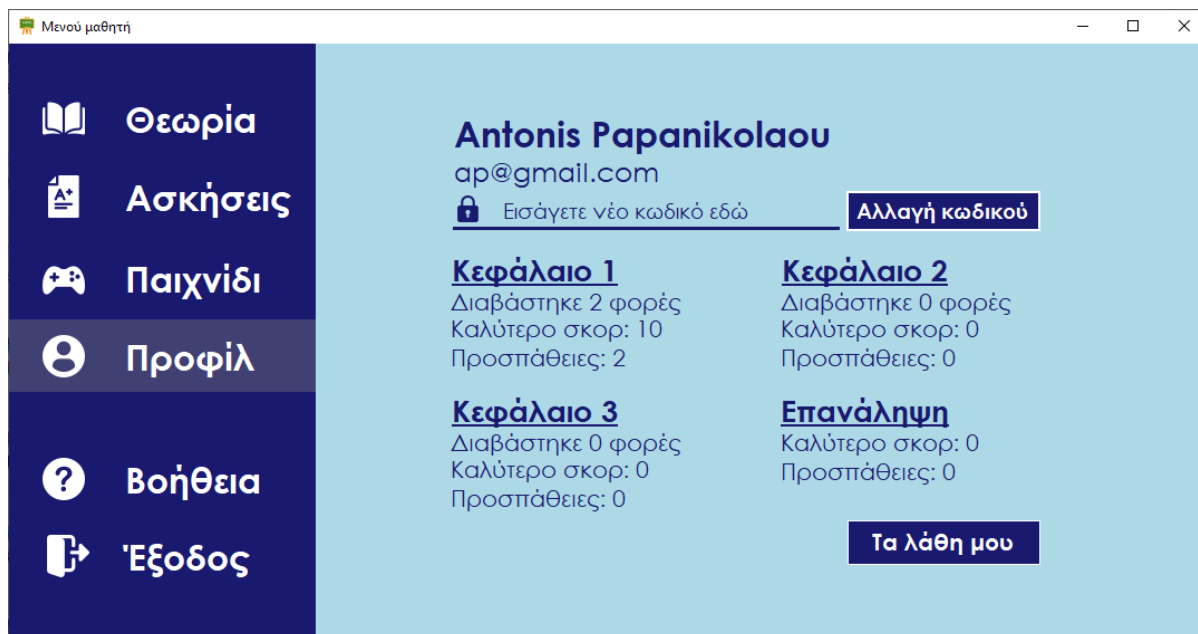 Μενού μαθητή
Θεωρία
A+
Ασκήσεις
Παιχνίδι
Προφίλ
?
Βοήθεια
Έξοδος
Antonis Papanikolaou
ap@gmail.com
Εισάγετε νέο κωδικό εδώ
Αλλαγή κωδικού
Κεφάλαιο 1
Διαβάστηκε 2 φορές
Καλύτερο σκορ: 10
Προσπάθειες: 2
Κεφάλαιο 2
Διαβάστηκε 0 φορές
Καλύτερο σκορ: 0
Προσπάθειες: 0
Κεφάλαιο 3
Διαβάστηκε 0 φορές
Καλύτερο σκορ: 0
Προσπάθειες: 0
Επανάληψη
Καλύτερο σκορ: 0
Προσπάθειες: 0
Τα λάθη μου